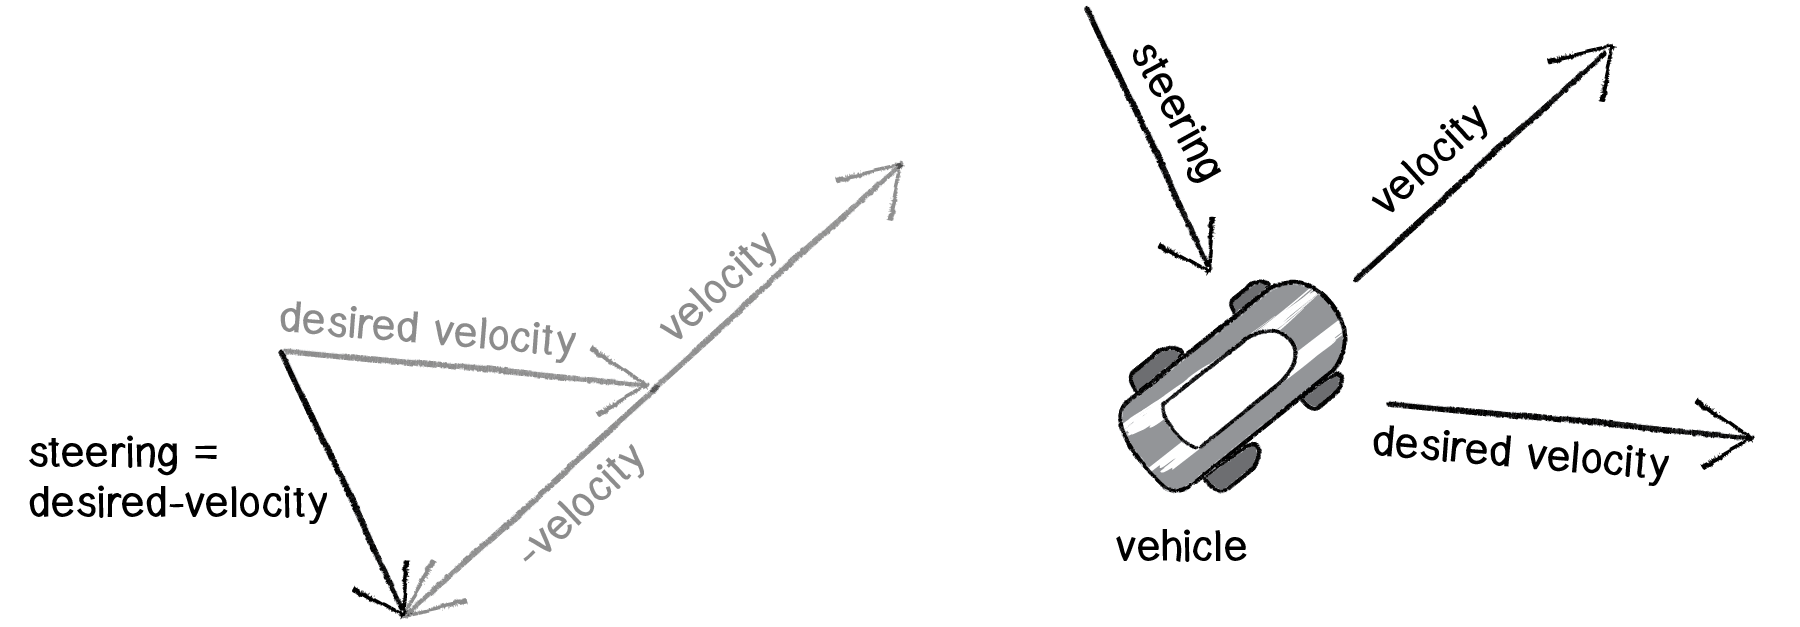 desired velocity
velocity
-velocity
steering =
desired-velocity
steering
velocity
desired velocity
vehicle